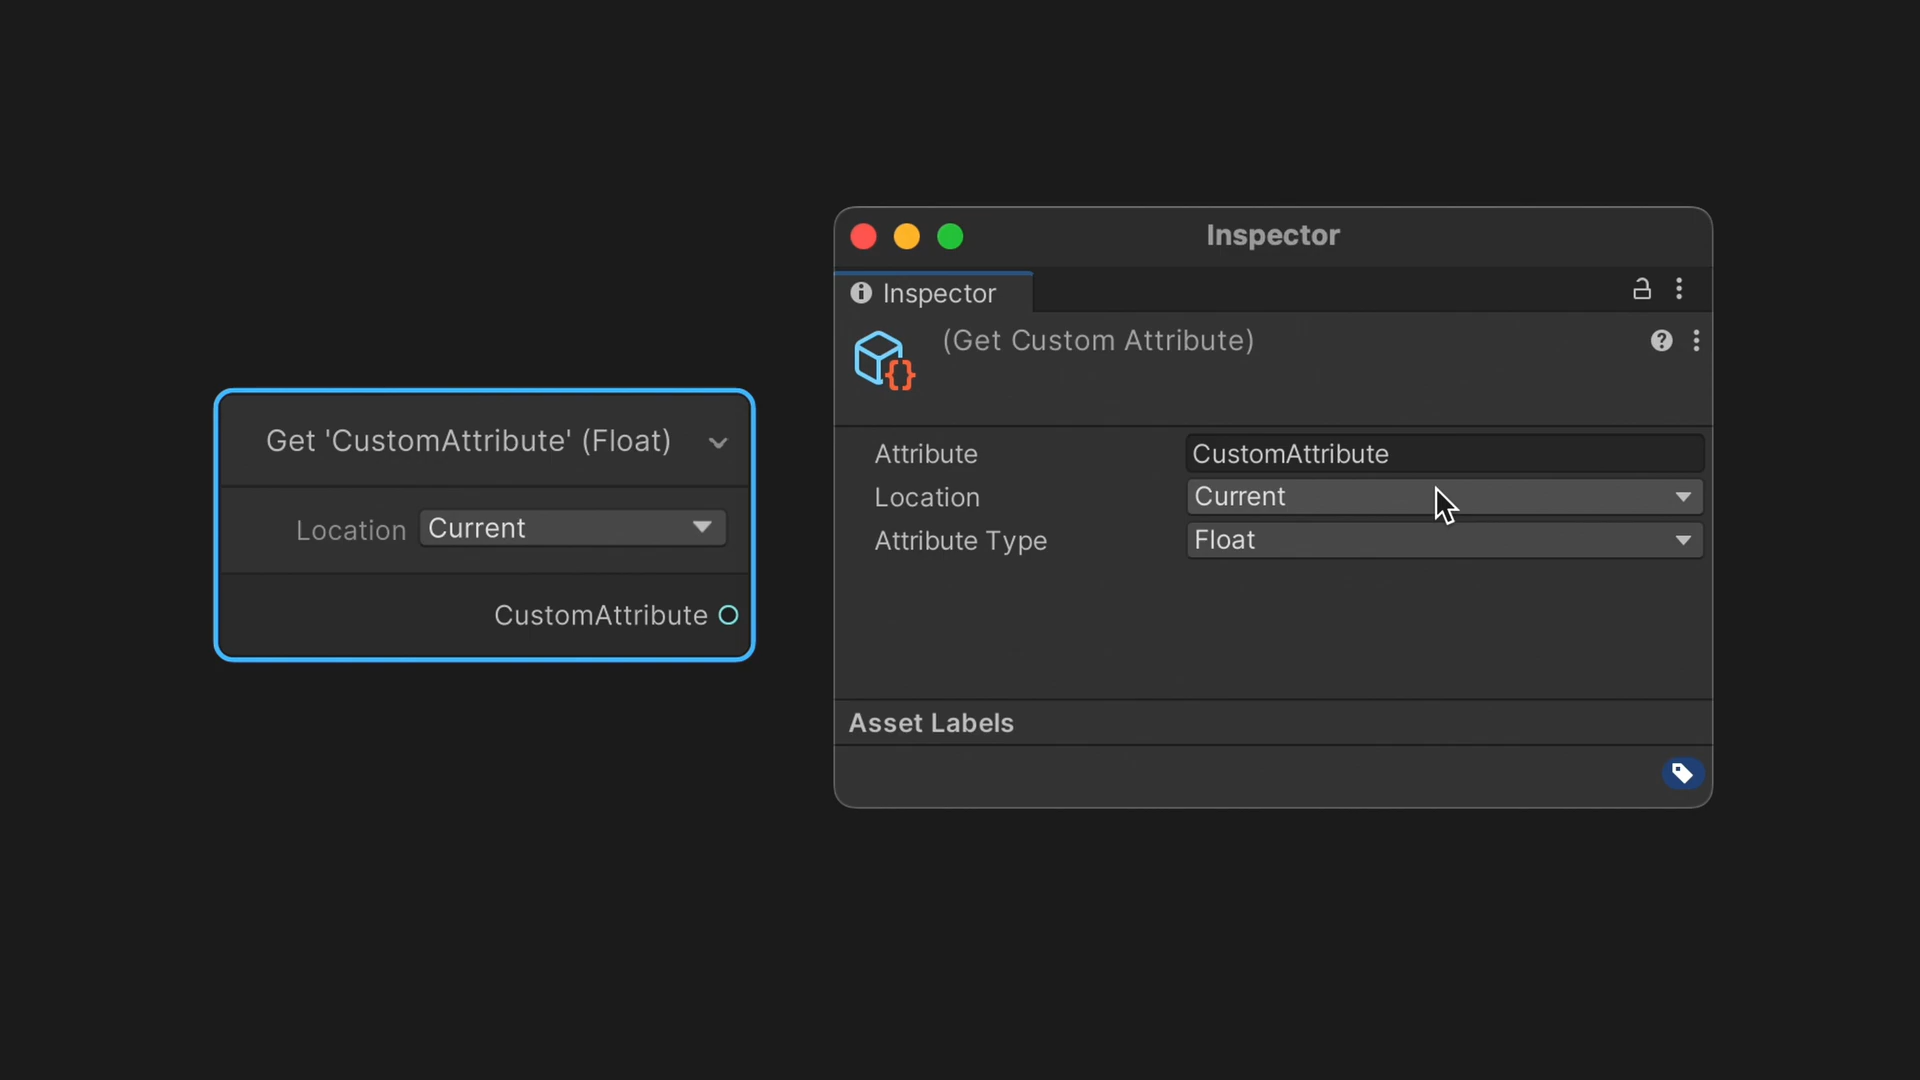 Get 'CustomAttribute' (Float)
Location Current
CustomAttribute
Inspector
Inspector
(Get Custom Attribute)
Attribute CustomAttribute
Location Current
Attribute Type Float
Asset Labels